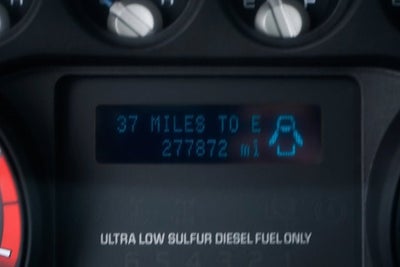 37 MILES TO E
277872 mi
ULTRA LOW SULFUR DIESEL FUEL ONLY